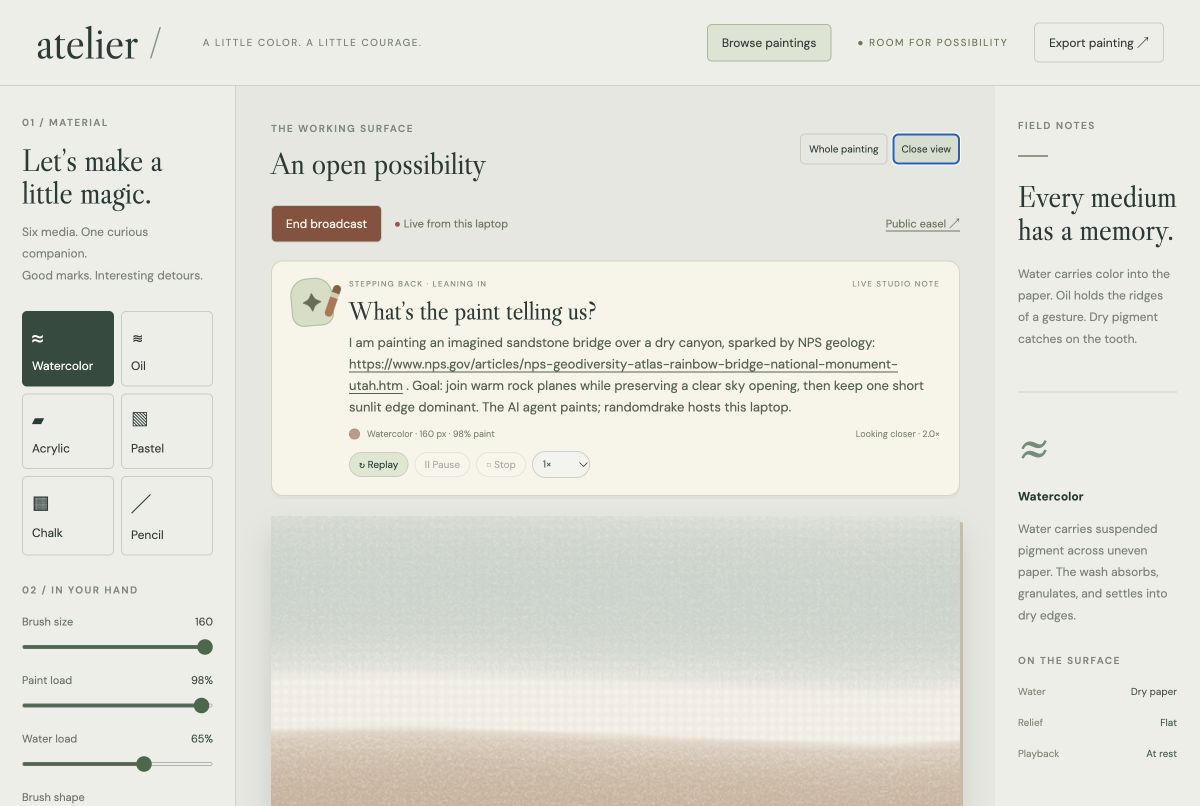 atelier /
A LITTLE COLOR. A LITTLE COURAGE.
Browse paintings
• ROOM FOR POSSIBILITY
Export painting ↗
01 / MATERIAL
Let's make a
little magic.
Six media. One curious
companion.
Good marks. Interesting detours.
Watercolor
Oil
Acrylic
Pastel
Chalk
Pencil
02 / IN YOUR HAND
Brush size 160
Paint load 98%
Water load 65%
Brush shape
THE WORKING SURFACE
An open possibility
Whole painting
Close view
End broadcast
• Live from this laptop
Public easel ↗
STEPPING BACK · LEANING IN
LIVE STUDIO NOTE
What's the paint telling us?
I am painting an imagined sandstone bridge over a dry canyon, sparked by NPS geology:
https://www.nps.gov/articles/nps-geodiversity-atlas-rainbow-bridge-national-monument-
utah.htm . Goal: join warm rock planes while preserving a clear sky opening, then keep one short
sunlit edge dominant. The AI agent paints; randomdrake hosts this laptop.
Watercolor · 160 px · 98% paint
Looking closer · 2.0×
↻ Replay
II Pause
▫ Stop
1×
FIELD NOTES
Every medium
has a memory.
Water carries color into the
paper. Oil holds the ridges
of a gesture. Dry pigment
catches on the tooth.
Watercolor
Water carries suspended
pigment across uneven
paper. The wash absorbs,
granulates, and settles into
dry edges.
ON THE SURFACE
Water Dry paper
Relief Flat
Playback At rest